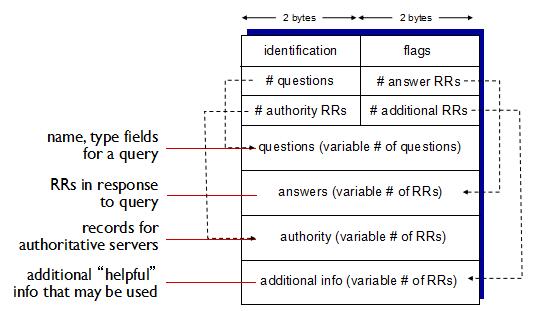 2 bytes 2 bytes
identification flags
# questions # answer RRs
# authority RRs # additional RRs
name, type fields
for a query
questions (variable # of questions)
RRs in response
to query
answers (variable # of RRs)
records for
authoritative servers
authority (variable # of RRs)
additional “helpful”
info that may be used
additional info (variable # of RRs)